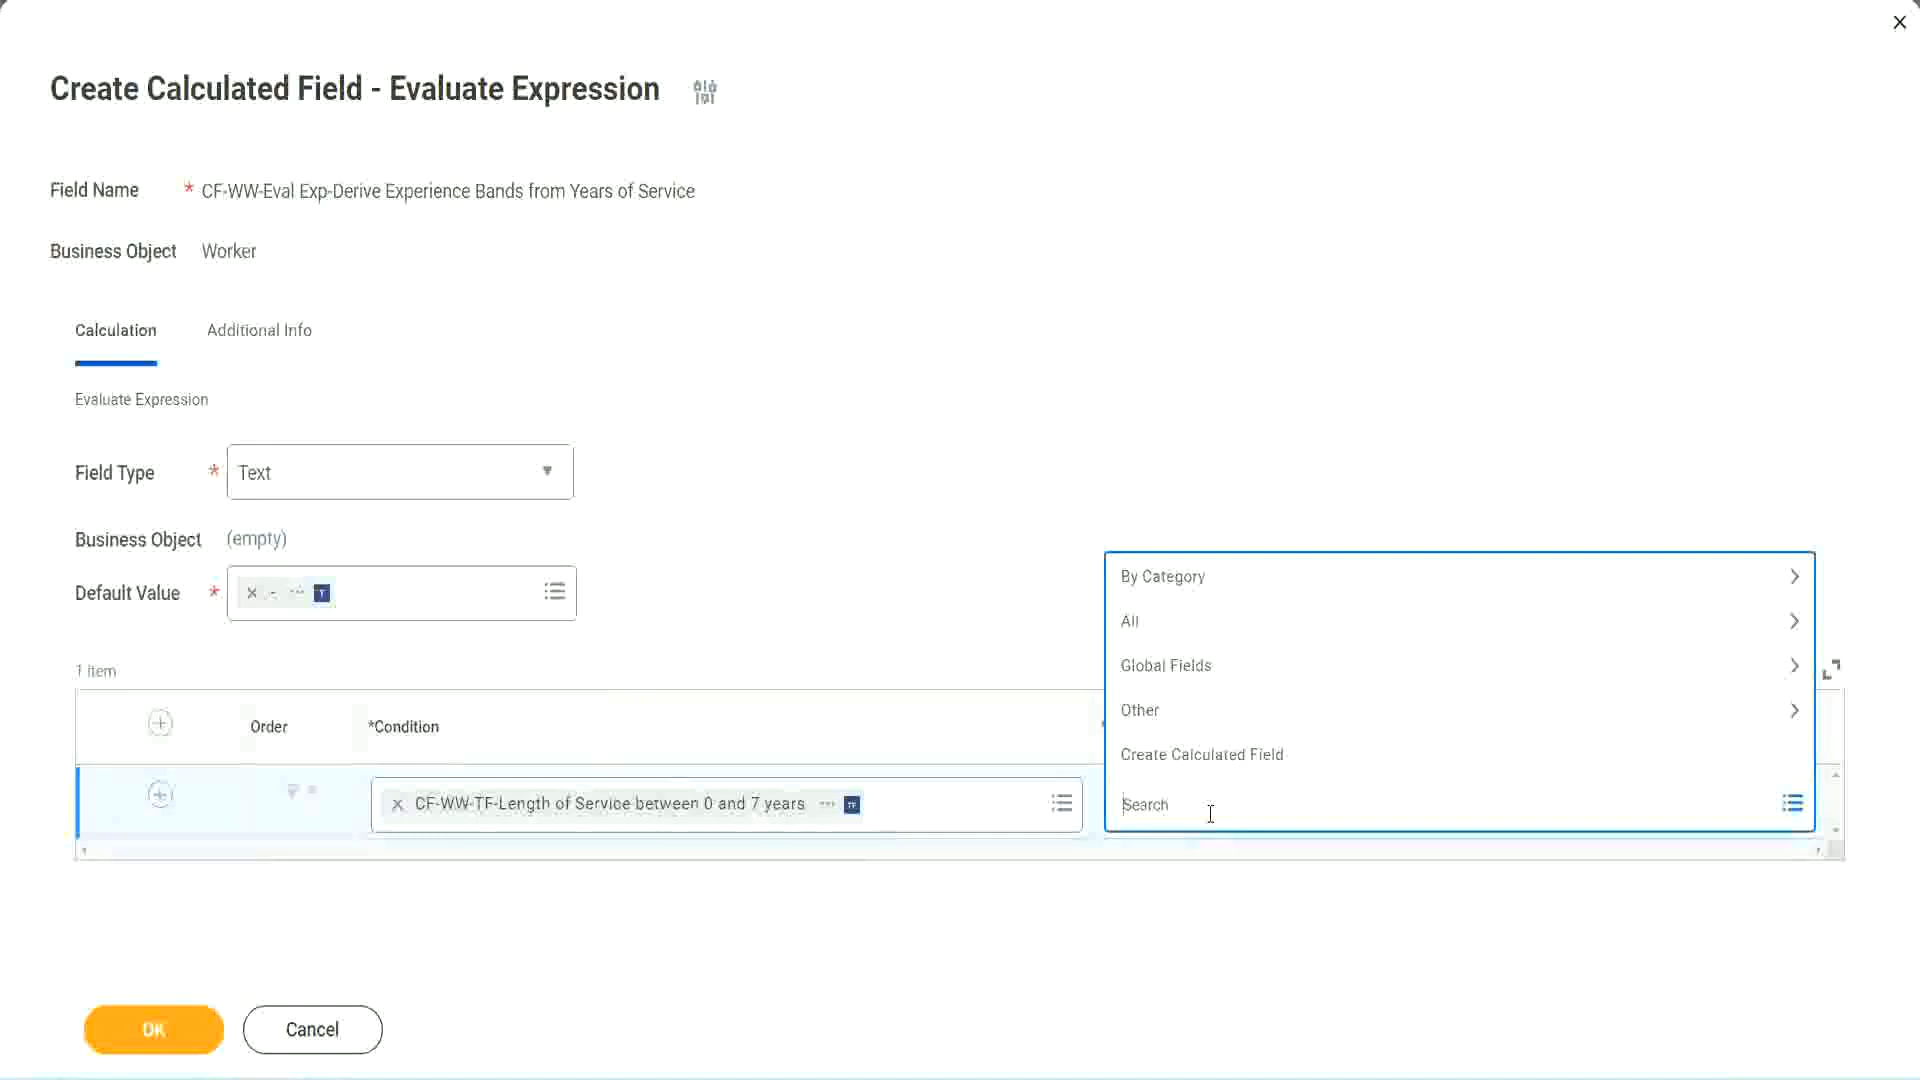 Create Calculated Field - Evaluate Expression
Field Name * CF-WW-Eval Exp-Derive Experience Bands from Years of Service
Business Object Worker
Calculation Additional Info
Evaluate Expression
Field Type * Text
Business Object (empty)
Default Value * - T
1 item
Order *Condition
CF-WW-TF-Length of Service between 0 and 7 years TF
By Category
All
Global Fields
Other
Create Calculated Field
Search
OK Cancel